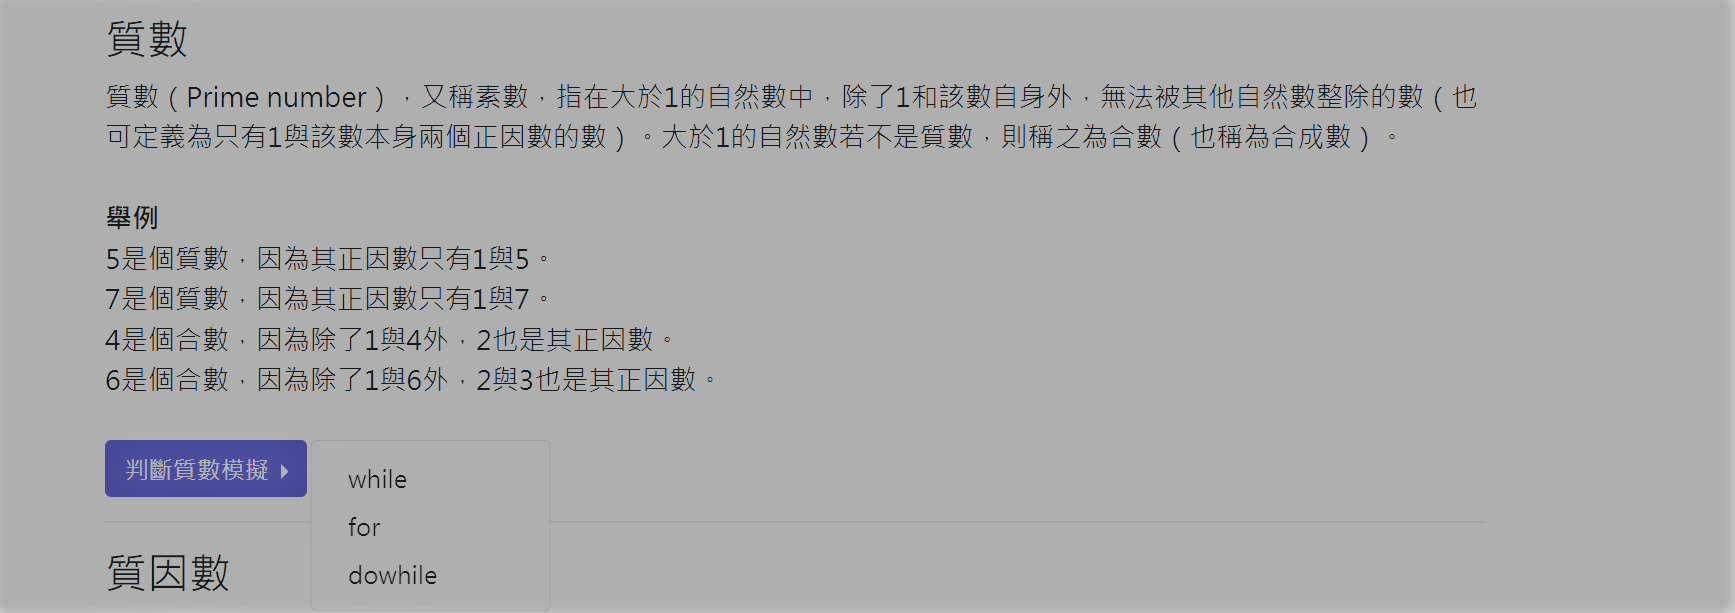 質數
質數（Prime number），又稱素數，指在大於1的自然數中，除了1和該數自身外，無法被其他自然數整除的數（也
可定義為只有1與該數本身兩個正因數的數）。大於1的自然數若不是質數，則稱之為合數（也稱為合成數）。
舉例
5是個質數，因為其正因數只有1與5。
7是個質數，因為其正因數只有1與7。
4是個合數，因為除了1與4外，2也是其正因數。
6是個合數，因為除了1與6外，2與3也是其正因數。
判斷質數模擬
while
for
dowhile
質因數